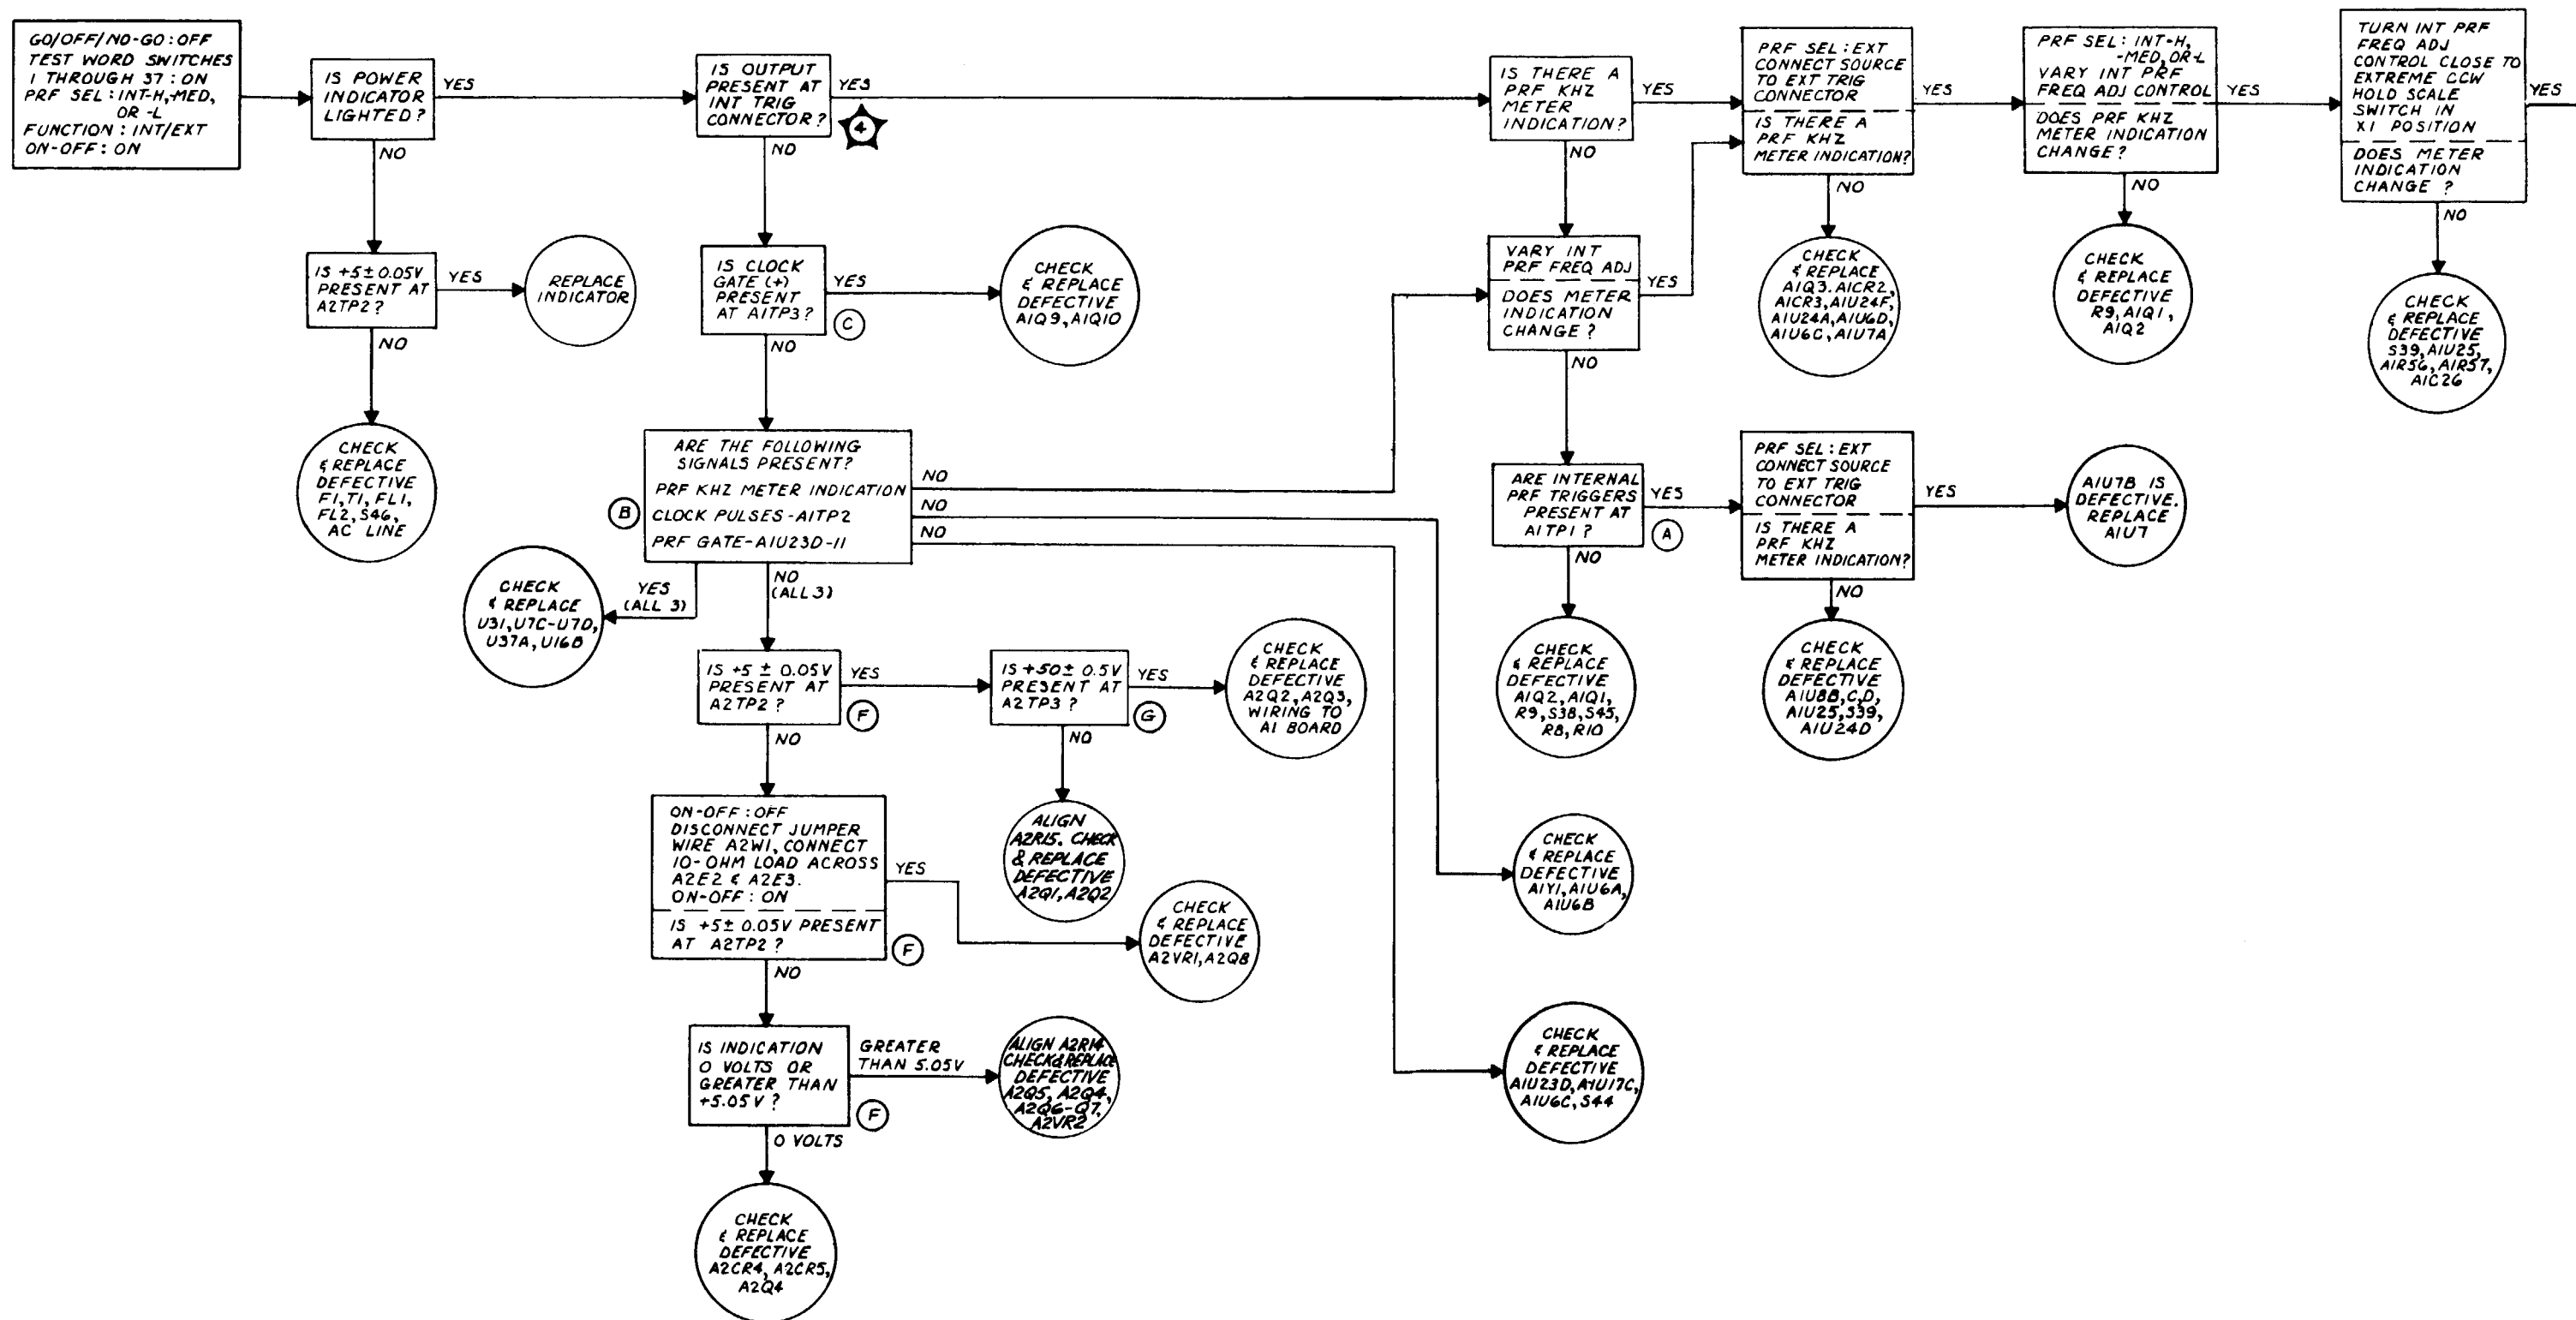 GO/OFF/NO-GO: OFF
TEST WORD SWITCHES
1 THROUGH 37: ON
PRF SEL: INT-H,-MED,
OR -L
FUNCTION: INT/EXT
ON-OFF: ON
IS POWER
INDICATOR
LIGHTED?
YES
NO
IS +5±0.05V
PRESENT AT
A2TP2?
YES
REPLACE
INDICATOR
NO
CHECK
& REPLACE
DEFECTIVE
F1,T1, FL1,
FL2, S46,
AC LINE
IS OUTPUT
PRESENT AT
INT TRIG
CONNECTOR?
YES
4
NO
IS CLOCK
GATE (+)
PRESENT
AT A1TP3?
YES
C
CHECK
& REPLACE
DEFECTIVE
A1Q9, A1Q10
NO
ARE THE FOLLOWING
SIGNALS PRESENT?
PRF KHZ METER INDICATION
CLOCK PULSES-A1TP2
PRF GATE-A1U23D-11
B
NO
NO
NO
YES
(ALL 3)
CHECK
& REPLACE
U31, U7C-U7D,
U37A, U16B
NO
(ALL 3)
IS +5 ± 0.05V
PRESENT AT
A2TP2?
YES
F
IS +50± 0.5V
PRESENT AT
A2TP3?
YES
G
CHECK
& REPLACE
DEFECTIVE
A2Q2, A2Q3,
WIRING TO
A1 BOARD
NO
ALIGN
A2R15. CHECK
& REPLACE
DEFECTIVE
A2Q1, A2Q2
NO
ON-OFF: OFF
DISCONNECT JUMPER
WIRE A2W1, CONNECT
10-OHM LOAD ACROSS
A2E2 & A2E3.
ON-OFF: ON
IS +5± 0.05V PRESENT
AT A2TP2?
YES
F
CHECK
& REPLACE
DEFECTIVE
A2VR1, A2Q8
NO
IS INDICATION
0 VOLTS OR
GREATER THAN
+5.05V?
GREATER
THAN 5.05V
F
ALIGN A2R14
CHECK & REPLACE
DEFECTIVE
A2Q5, A2Q4,
A2Q6-Q7,
A2VR2
0 VOLTS
CHECK
& REPLACE
DEFECTIVE
A2CR4, A2CR5,
A2Q4
IS THERE A
PRF KHZ
METER
INDICATION?
YES
NO
VARY INT
PRF FREQ ADJ
DOES METER
INDICATION
CHANGE?
YES
NO
ARE INTERNAL
PRF TRIGGERS
PRESENT AT
A1TP1?
YES
A
NO
CHECK
& REPLACE
DEFECTIVE
A1Q2, A1Q1,
R9, S38, S45,
R8, R10
CHECK
& REPLACE
DEFECTIVE
A1Y1, A1U6A,
A1U6B
CHECK
& REPLACE
DEFECTIVE
A1U23D, A1U17C,
A1U6C, S44
PRF SEL: EXT
CONNECT SOURCE
TO EXT TRIG
CONNECTOR
IS THERE A
PRF KHZ
METER INDICATION?
YES
NO
CHECK
& REPLACE
A1Q3. A1CR2,
A1CR3, A1U24F,
A1U24A, A1U6D,
A1U6C, A1U7A
PRF SEL: EXT
CONNECT SOURCE
TO EXT TRIG
CONNECTOR
IS THERE A
PRF KHZ
METER INDICATION?
YES
A1U7B IS
DEFECTIVE.
REPLACE
A1U7
NO
CHECK
& REPLACE
DEFECTIVE
A1U8B, C,D,
A1U25, S39,
A1U24D
PRF SEL: INT-H,
-MED, OR-L
VARY INT PRF
FREQ ADJ CONTROL
DOES PRF KHZ
METER INDICATION
CHANGE?
YES
NO
CHECK
& REPLACE
DEFECTIVE
R9, A1Q1,
A1Q2
TURN INT PRF
FREQ ADJ
CONTROL CLOSE TO
EXTREME CCW
HOLD SCALE
SWITCH IN
X1 POSITION
DOES METER
INDICATION
CHANGE?
YES
NO
CHECK
& REPLACE
DEFECTIVE
S39, A1U25,
A1R56, A1R57,
A1C26